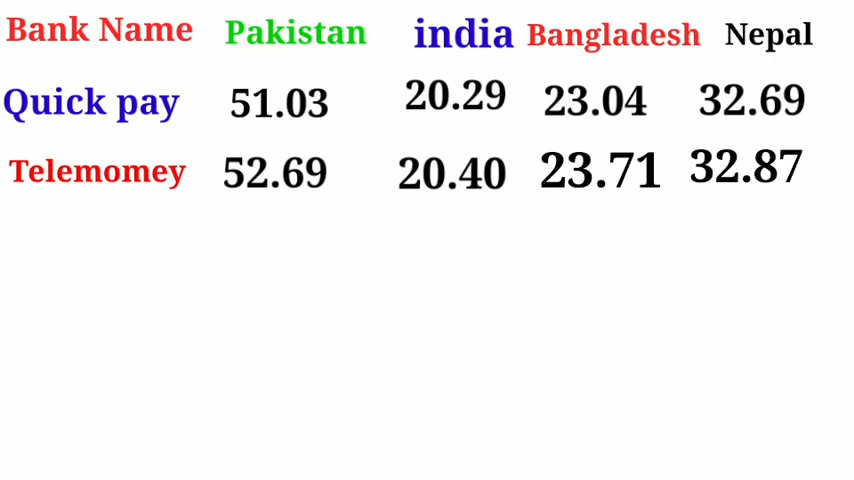 Bank Name Pakistan india Bangladesh Nepal
Quick pay 51.03 20.29 23.04 32.69
Telemomey 52.69 20.40 23.71 32.87